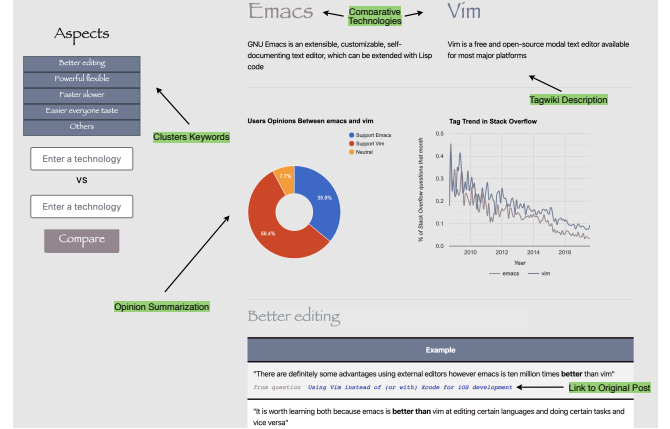 Emacs
Comparative
Technologies
Vim
Aspects
GNU Emacs is an extensible, customizable, self-
documenting text editor, which can be extended with Lisp
code
Vim is a free and open-source modal text editor available
for most major platforms
Better editing
Powerful flexible
Faster slower
Easier everyone taste
Others
Tagwiki Description
Clusters Keywords
Enter a technology
vs
Enter a technology
Compare
Users Opinions Between emacs and vim
Support Emacs
Support Vim
Neutral
7.7%
35.9%
56.4%
Tag Trend in Stack Overflow
% of Stack Overflow questions that month
0.5
0.4
0.3
0.2
0.1
0.0
2010
2012
2014
2016
Year
emacs
vim
Opinion Summarization
Better editing
Example
"There are definitely some advantages using external editors however emacs is ten million times better than vim"
from question Using Vim instead of (or with) Xcode for iOS development
Link to Original Post
"It is worth learning both because emacs is better than vim at editing certain languages and doing certain tasks and
vice versa"